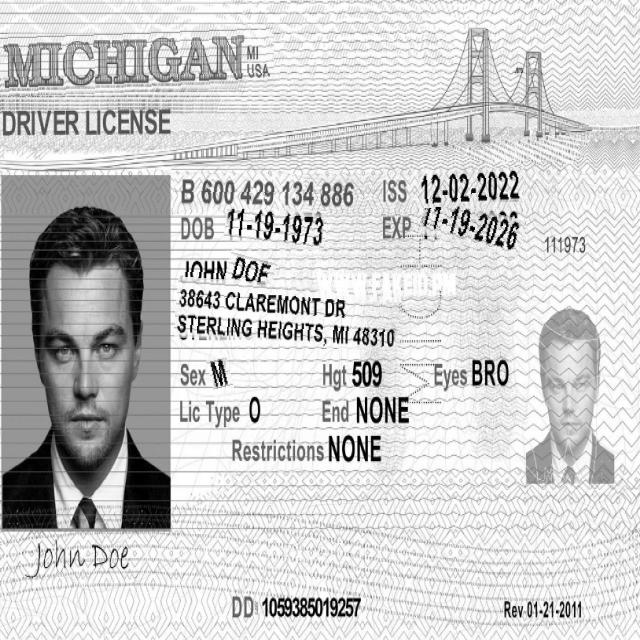 MICHIGAN MI USA
DRIVER LICENSE
B 600 429 134 886 ISS 12-02-2022
DOB 11-19-1973 EXP 11-19-2026
111973
JOHN DOE
38643 CLAREMONT DR
STERLING HEIGHTS, MI 48310
Sex M Hgt 509 Eyes BRO
Lic Type O End NONE
Restrictions NONE
John Doe
DD 1059385019257 Rev 01-21-2011